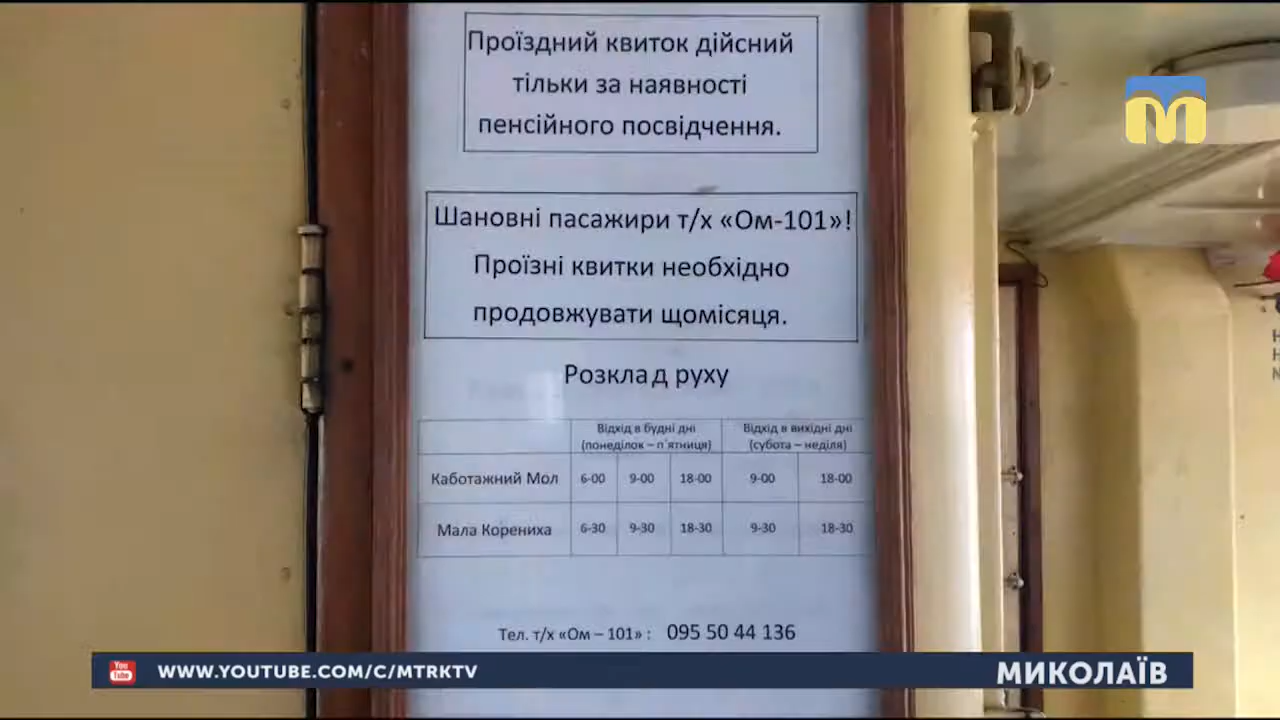 Проїздний квиток дійсний
тільки за наявності
пенсійного посвідчення.
Шановні пасажири т/х «Ом-101»!
Проїзні квитки необхідно
продовжувати щомісяця.
Розклад руху
Відхід в будні дні
(понеділок – п'ятниця)
Відхід в вихідні дні
(субота – неділя)
Каботажний Мол 6-00 9-00 18-00 9-00 18-00
Мала Корениха 6-30 9-30 18-30 9-30 18-30
Тел. т/х «Ом – 101» : 095 50 44 136
You Tube WWW.YOUTUBE.COM/C/MTRKTV МИКОЛАЇВ